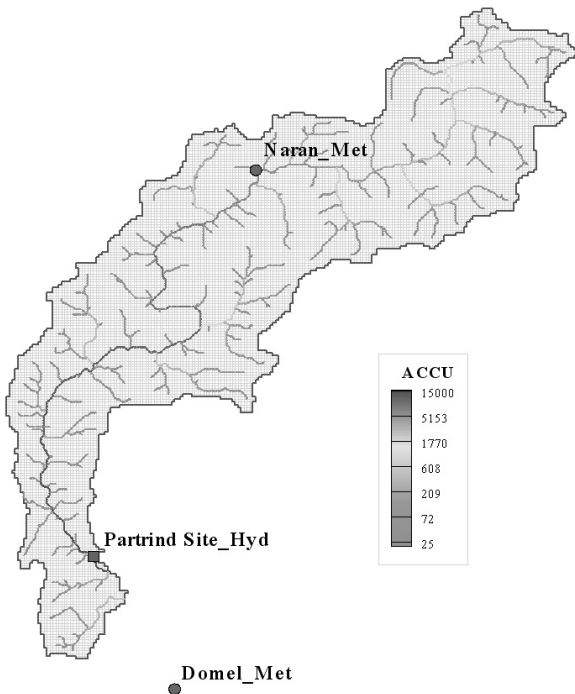 Naran_Met
ACCU
15000
5153
1770
608
209
72
25
Partrind Site_Hyd
Domel_Met